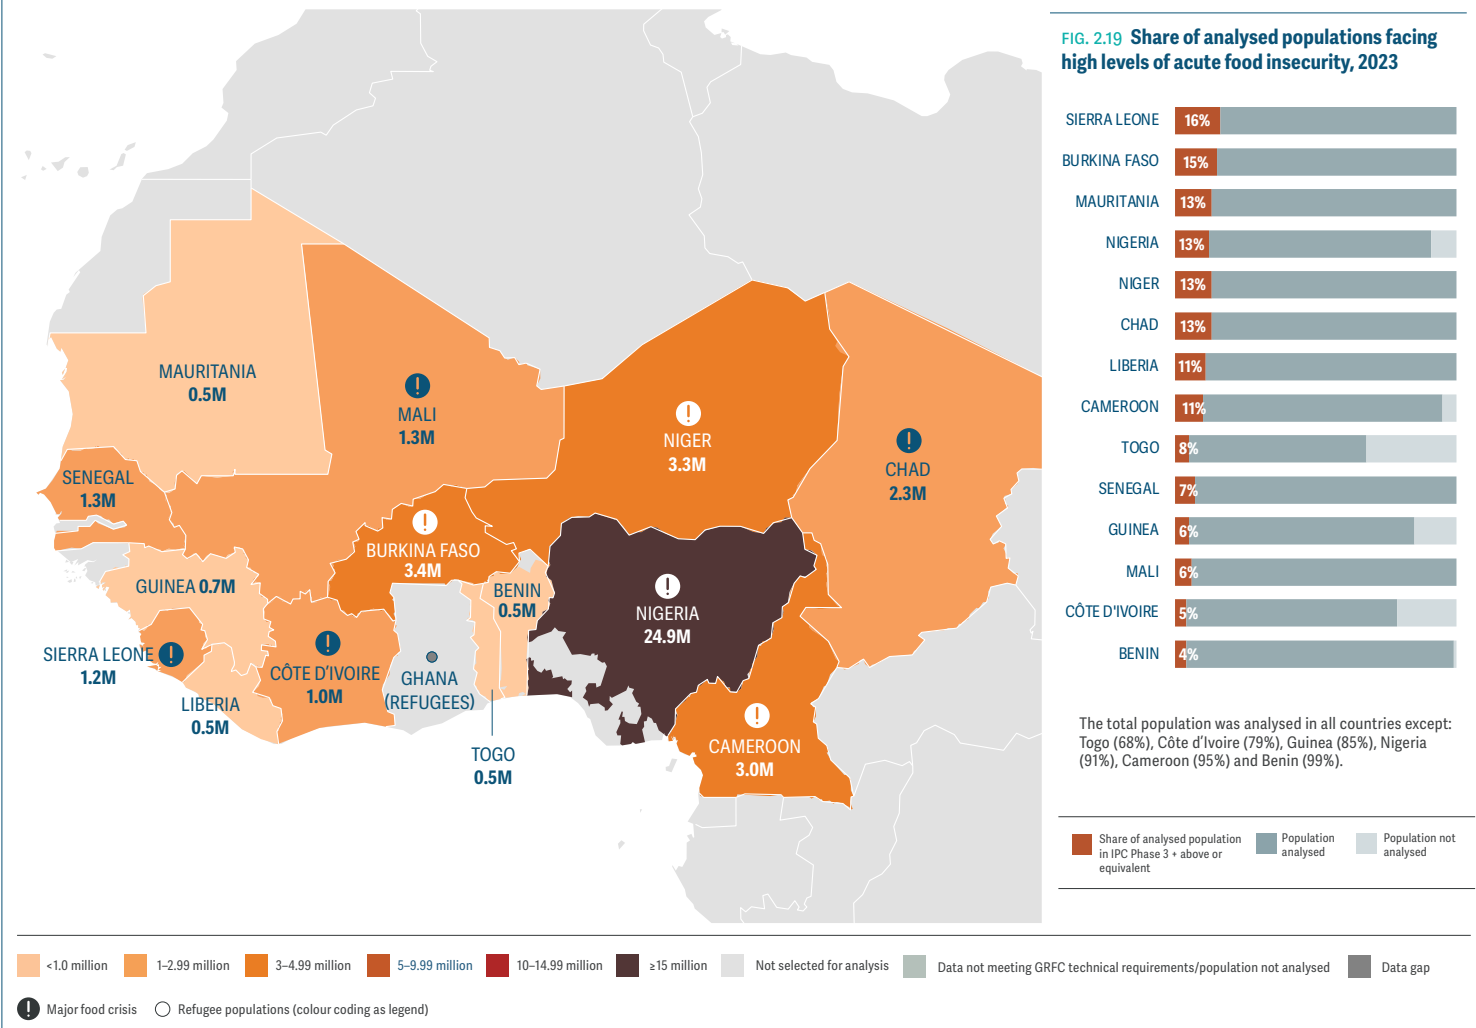 MAURITANIA
0.5M
MALI
1.3M
NIGER
3.3M
CHAD
2.3M
SENEGAL
1.3M
BURKINA FASO
3.4M
GUINEA 0.7M
BENIN
0.5M
NIGERIA
24.9M
SIERRA LEONE
1.2M
CÔTE D'IVOIRE
1.0M
GHANA
(REFUGEES)
LIBERIA
0.5M
TOGO
0.5M
CAMEROON
3.0M
FIG. 2.19 Share of analysed populations facing
high levels of acute food insecurity, 2023
SIERRA LEONE 16%
BURKINA FASO 15%
MAURITANIA 13%
NIGERIA 13%
NIGER 13%
CHAD 13%
LIBERIA 11%
CAMEROON 11%
TOGO 8%
SENEGAL 7%
GUINEA 6%
MALI 6%
CÔTE D'IVOIRE 5%
BENIN 4%
The total population was analysed in all countries except:
Togo (68%), Côte d'Ivoire (79%), Guinea (85%), Nigeria
(91%), Cameroon (95%) and Benin (99%).
Share of analysed population
in IPC Phase 3 + above or
equivalent
Population
analysed
Population not
analysed
<1.0 million
1–2.99 million
3–4.99 million
5–9.99 million
10–14.99 million
≥15 million
Not selected for analysis
Data not meeting GRFC technical requirements/population not analysed
Data gap
! Major food crisis
Refugee populations (colour coding as legend)